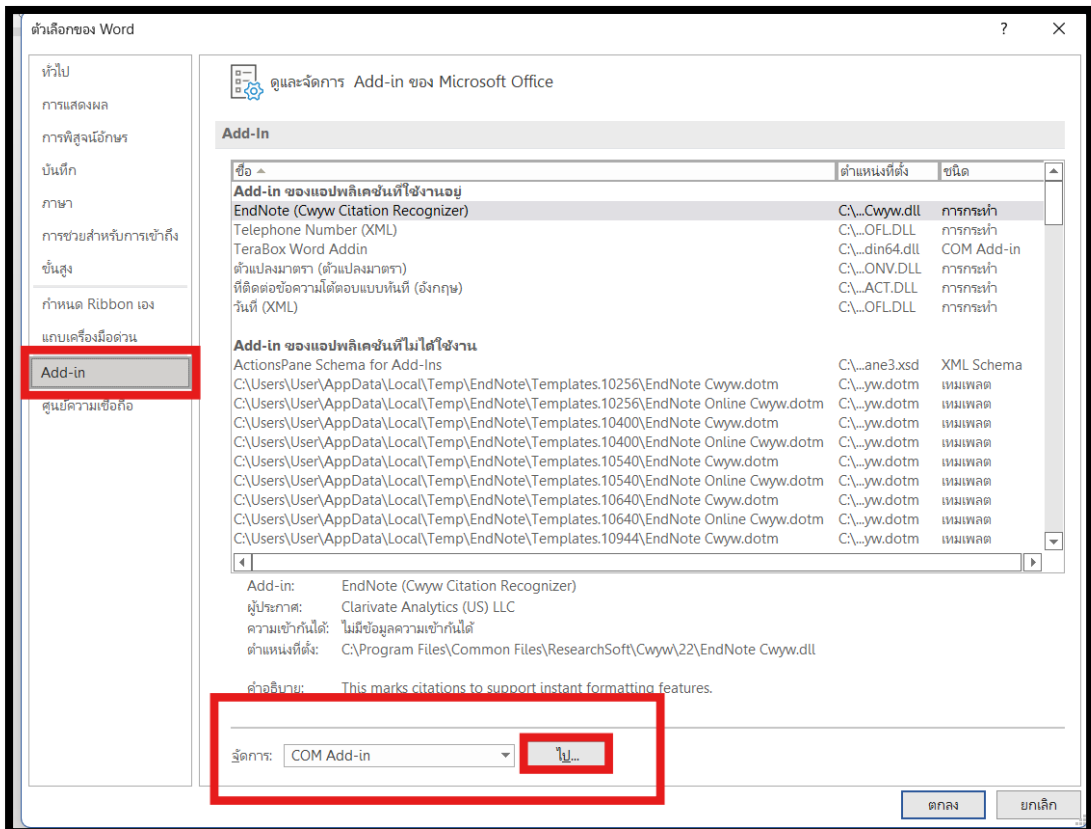 ตัวเลือกของ Word
?
ทั่วไป
การแสดงผล
การพิสูจน์อักษร
บันทึก
ภาษา
การช่วยสำหรับการเข้าถึง
ขั้นสูง
กำหนด Ribbon เอง
แถบเครื่องมือด่วน
Add-in
ศูนย์ความเชื่อถือ
ดูและจัดการ Add-in ของ Microsoft Office
Add-In
ชื่อ ตำแหน่งที่ตั้ง ชนิด
Add-in ของแอปพลิเคชันที่ใช้งานอยู่
EndNote (Cwyw Citation Recognizer) C:\...Cwyw.dll การกระทำ
Telephone Number (XML) C:\...OFL.DLL การกระทำ
TeraBox Word Addin C:\...din64.dll COM Add-in
ตัวแปลงมาตรา (ตัวแปลงมาตรา) C:\...ONV.DLL การกระทำ
ที่ติดต่อข้อความโต้ตอบแบบทันที (อังกฤษ) C:\...ACT.DLL การกระทำ
วันที่ (XML) C:\...OFL.DLL การกระทำ
Add-in ของแอปพลิเคชันที่ไม่ได้ใช้งาน
ActionsPane Schema for Add-Ins C:\...ane3.xsd XML Schema
C:\Users\User\AppData\Local\Temp\EndNote\Templates.10256\EndNote Cwyw.dotm C:\...yw.dotm เทมเพลต
C:\Users\User\AppData\Local\Temp\EndNote\Templates.10256\EndNote Online Cwyw.dotm C:\...yw.dotm เทมเพลต
C:\Users\User\AppData\Local\Temp\EndNote\Templates.10400\EndNote Cwyw.dotm C:\...yw.dotm เทมเพลต
C:\Users\User\AppData\Local\Temp\EndNote\Templates.10400\EndNote Online Cwyw.dotm C:\...yw.dotm เทมเพลต
C:\Users\User\AppData\Local\Temp\EndNote\Templates.10540\EndNote Cwyw.dotm C:\...yw.dotm เทมเพลต
C:\Users\User\AppData\Local\Temp\EndNote\Templates.10540\EndNote Online Cwyw.dotm C:\...yw.dotm เทมเพลต
C:\Users\User\AppData\Local\Temp\EndNote\Templates.10640\EndNote Cwyw.dotm C:\...yw.dotm เทมเพลต
C:\Users\User\AppData\Local\Temp\EndNote\Templates.10640\EndNote Online Cwyw.dotm C:\...yw.dotm เทมเพลต
C:\Users\User\AppData\Local\Temp\EndNote\Templates.10944\EndNote Cwyw.dotm C:\...yw.dotm เทมเพลต
Add-in: EndNote (Cwyw Citation Recognizer)
ผู้ประกาศ: Clarivate Analytics (US) LLC
ความเข้ากันได้: ไม่มีข้อมูลความเข้ากันได้
ตำแหน่งที่ตั้ง: C:\Program Files\Common Files\ResearchSoft\Cwyw\22\EndNote Cwyw.dll
คำอธิบาย: This marks citations to support instant formatting features.
จัดการ: COM Add-in ไป...
ตกลง ยกเลิก